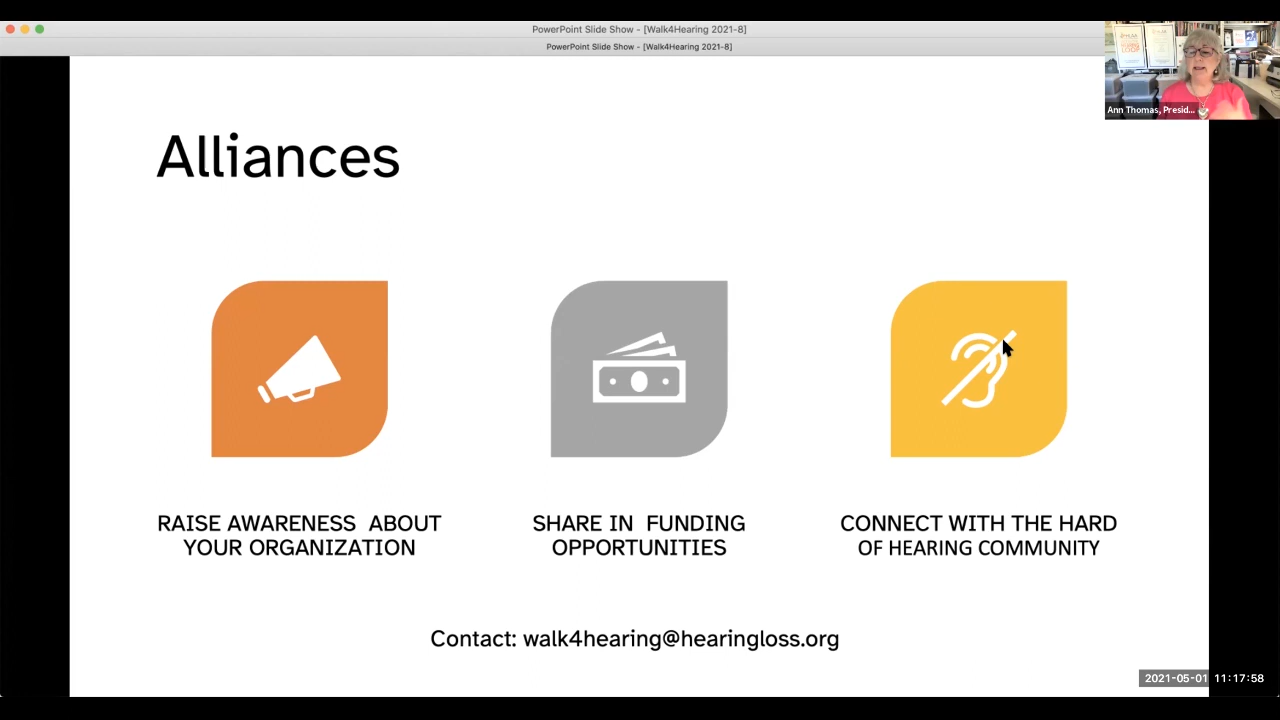 PowerPoint Slide Show - [Walk4Hearing 2021-8]
PowerPoint Slide Show - [Walk4Hearing 2021-8]
Ann Thomas, Presid...
Alliances
RAISE AWARENESS  ABOUT
YOUR ORGANIZATION
SHARE IN  FUNDING
OPPORTUNITIES
CONNECT WITH THE HARD
OF HEARING COMMUNITY
Contact: walk4hearing@hearingloss.org
2021-05-01 11:17:58